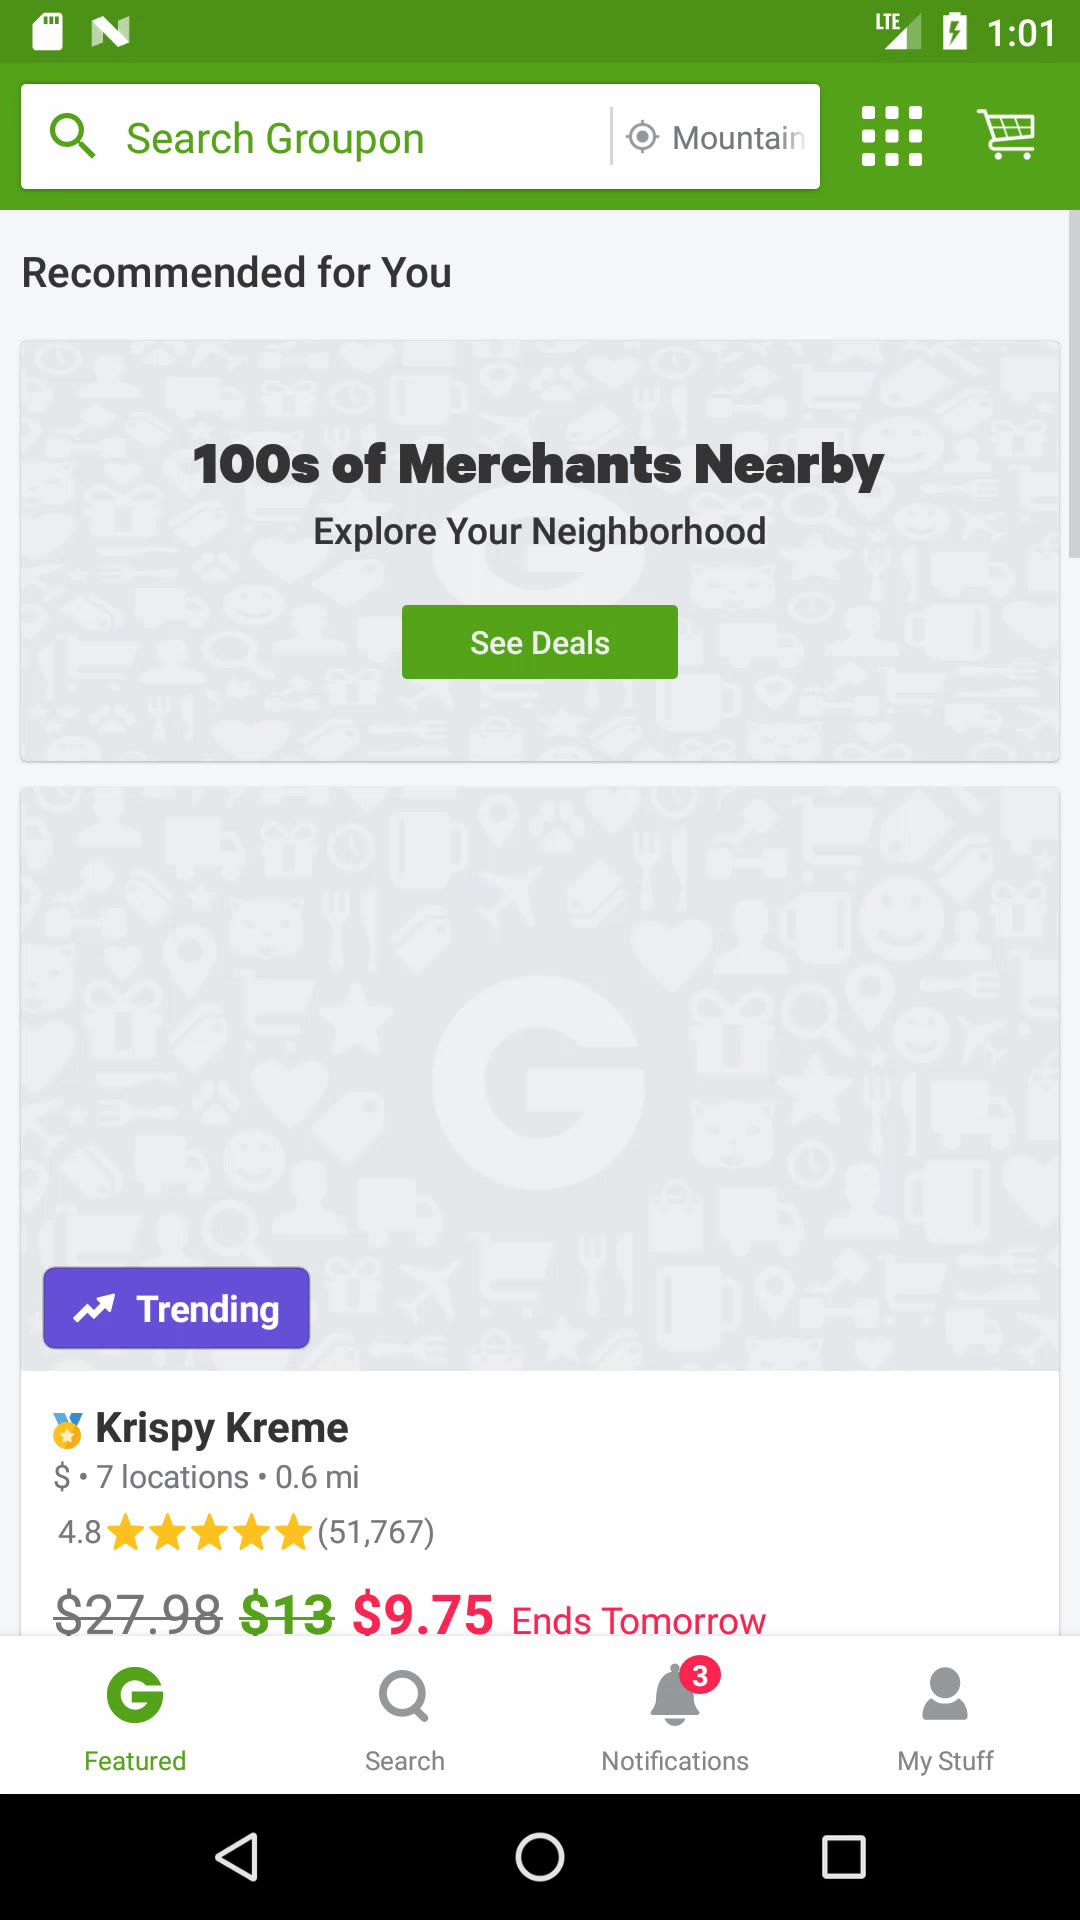 LTE 1:01
Search Groupon Mountain
Recommended for You
100s of Merchants Nearby
Explore Your Neighborhood
See Deals
Trending
Krispy Kreme
$ • 7 locations • 0.6 mi
4.8 (51,767)
$27.98 $13 $9.75 Ends Tomorrow
3
Featured Search Notifications My Stuff